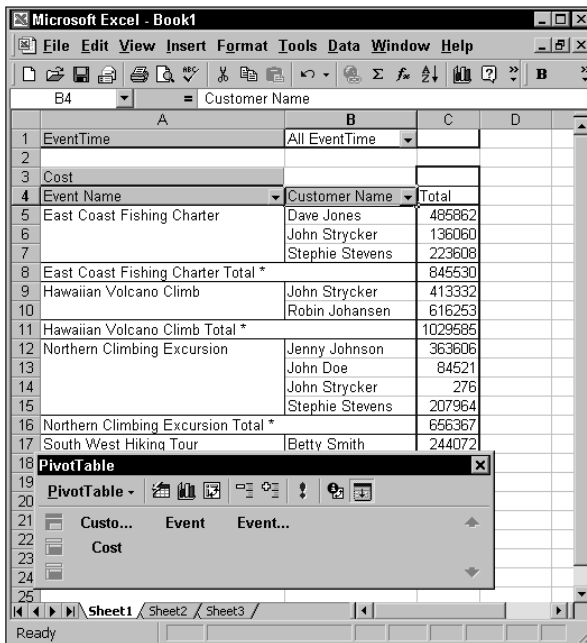 Microsoft Excel - Book1
File Edit View Insert Format Tools Data Window Help
ABC Σ fx A Z ? » B »
B4 = Customer Name
A B C D
1 EventTime All EventTime
2
3 Cost
4 Event Name Customer Name Total
5 East Coast Fishing Charter Dave Jones 485862
6 John Strycker 136060
7 Stephie Stevens 223608
8 East Coast Fishing Charter Total * 845530
9 Hawaiian Volcano Climb John Strycker 413332
10 Robin Johansen 616253
11 Hawaiian Volcano Climb Total * 1029585
12 Northern Climbing Excursion Jenny Johnson 363606
13 John Doe 84521
14 John Strycker 276
15 Stephie Stevens 207964
16 Northern Climbing Excursion Total * 656367
17 South West Hiking Tour Betty Smith 244072
18 PivotTable
19
PivotTable
20
21 Custo... Event Event...
22
Cost
23
24
25
Sheet1 Sheet2 Sheet3
Ready